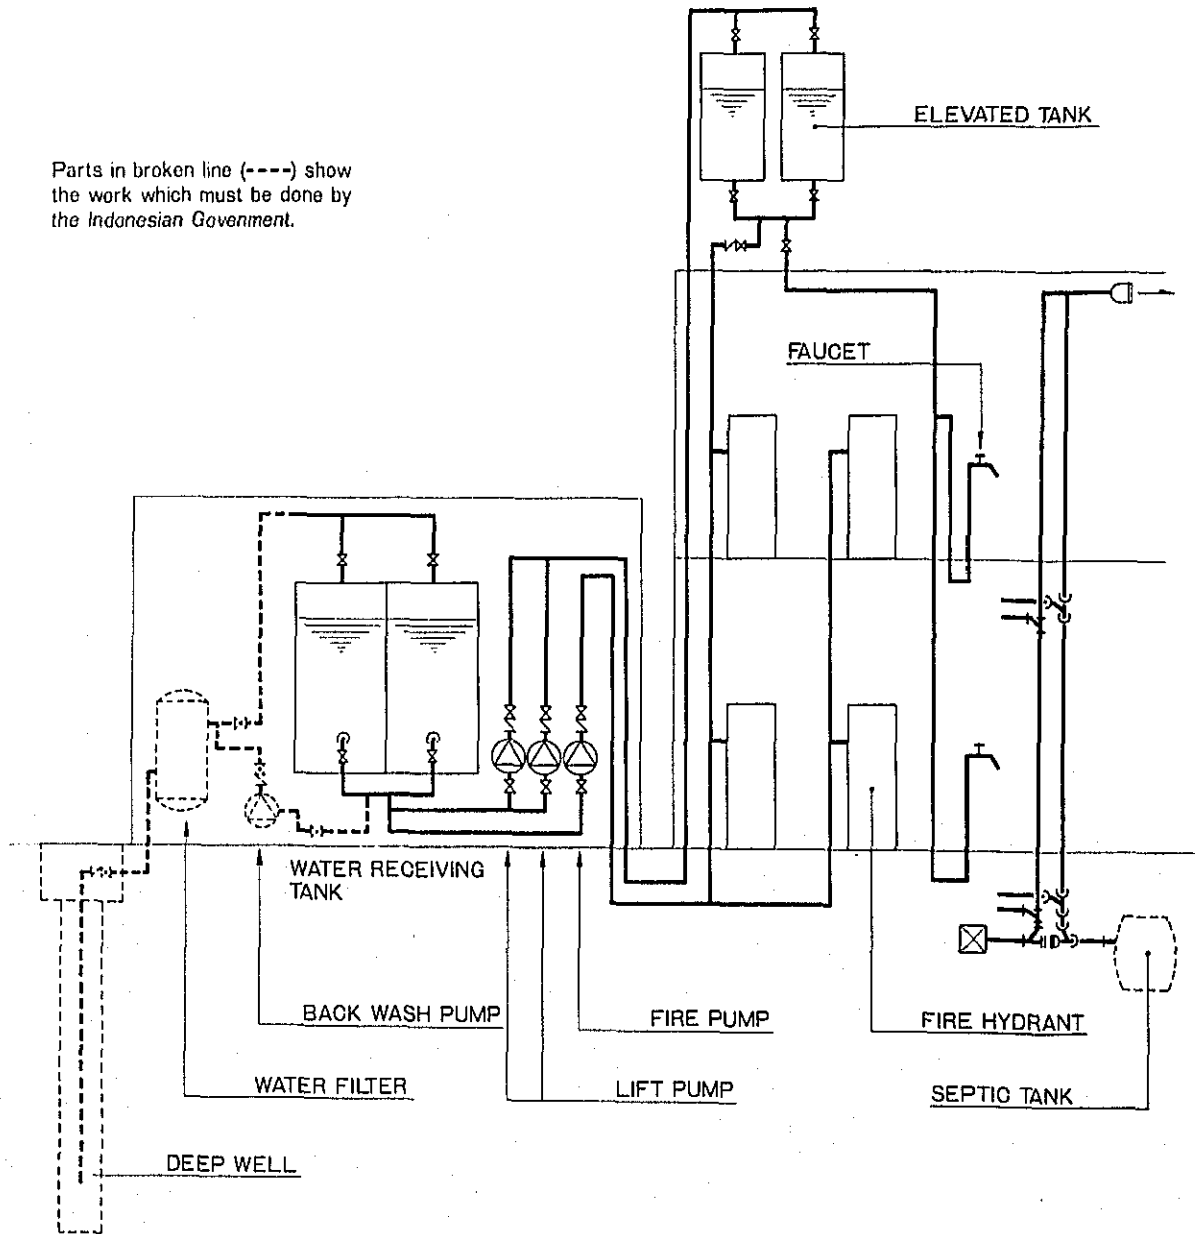 ELEVATED TANK
Parts in broken line (----) show
the work which must be done by
the Indonesian Govenment.
FAUCET
WATER RECEIVING
TANK
BACK WASH PUMP
FIRE PUMP
FIRE HYDRANT
WATER FILTER
LIFT PUMP
SEPTIC TANK
DEEP WELL